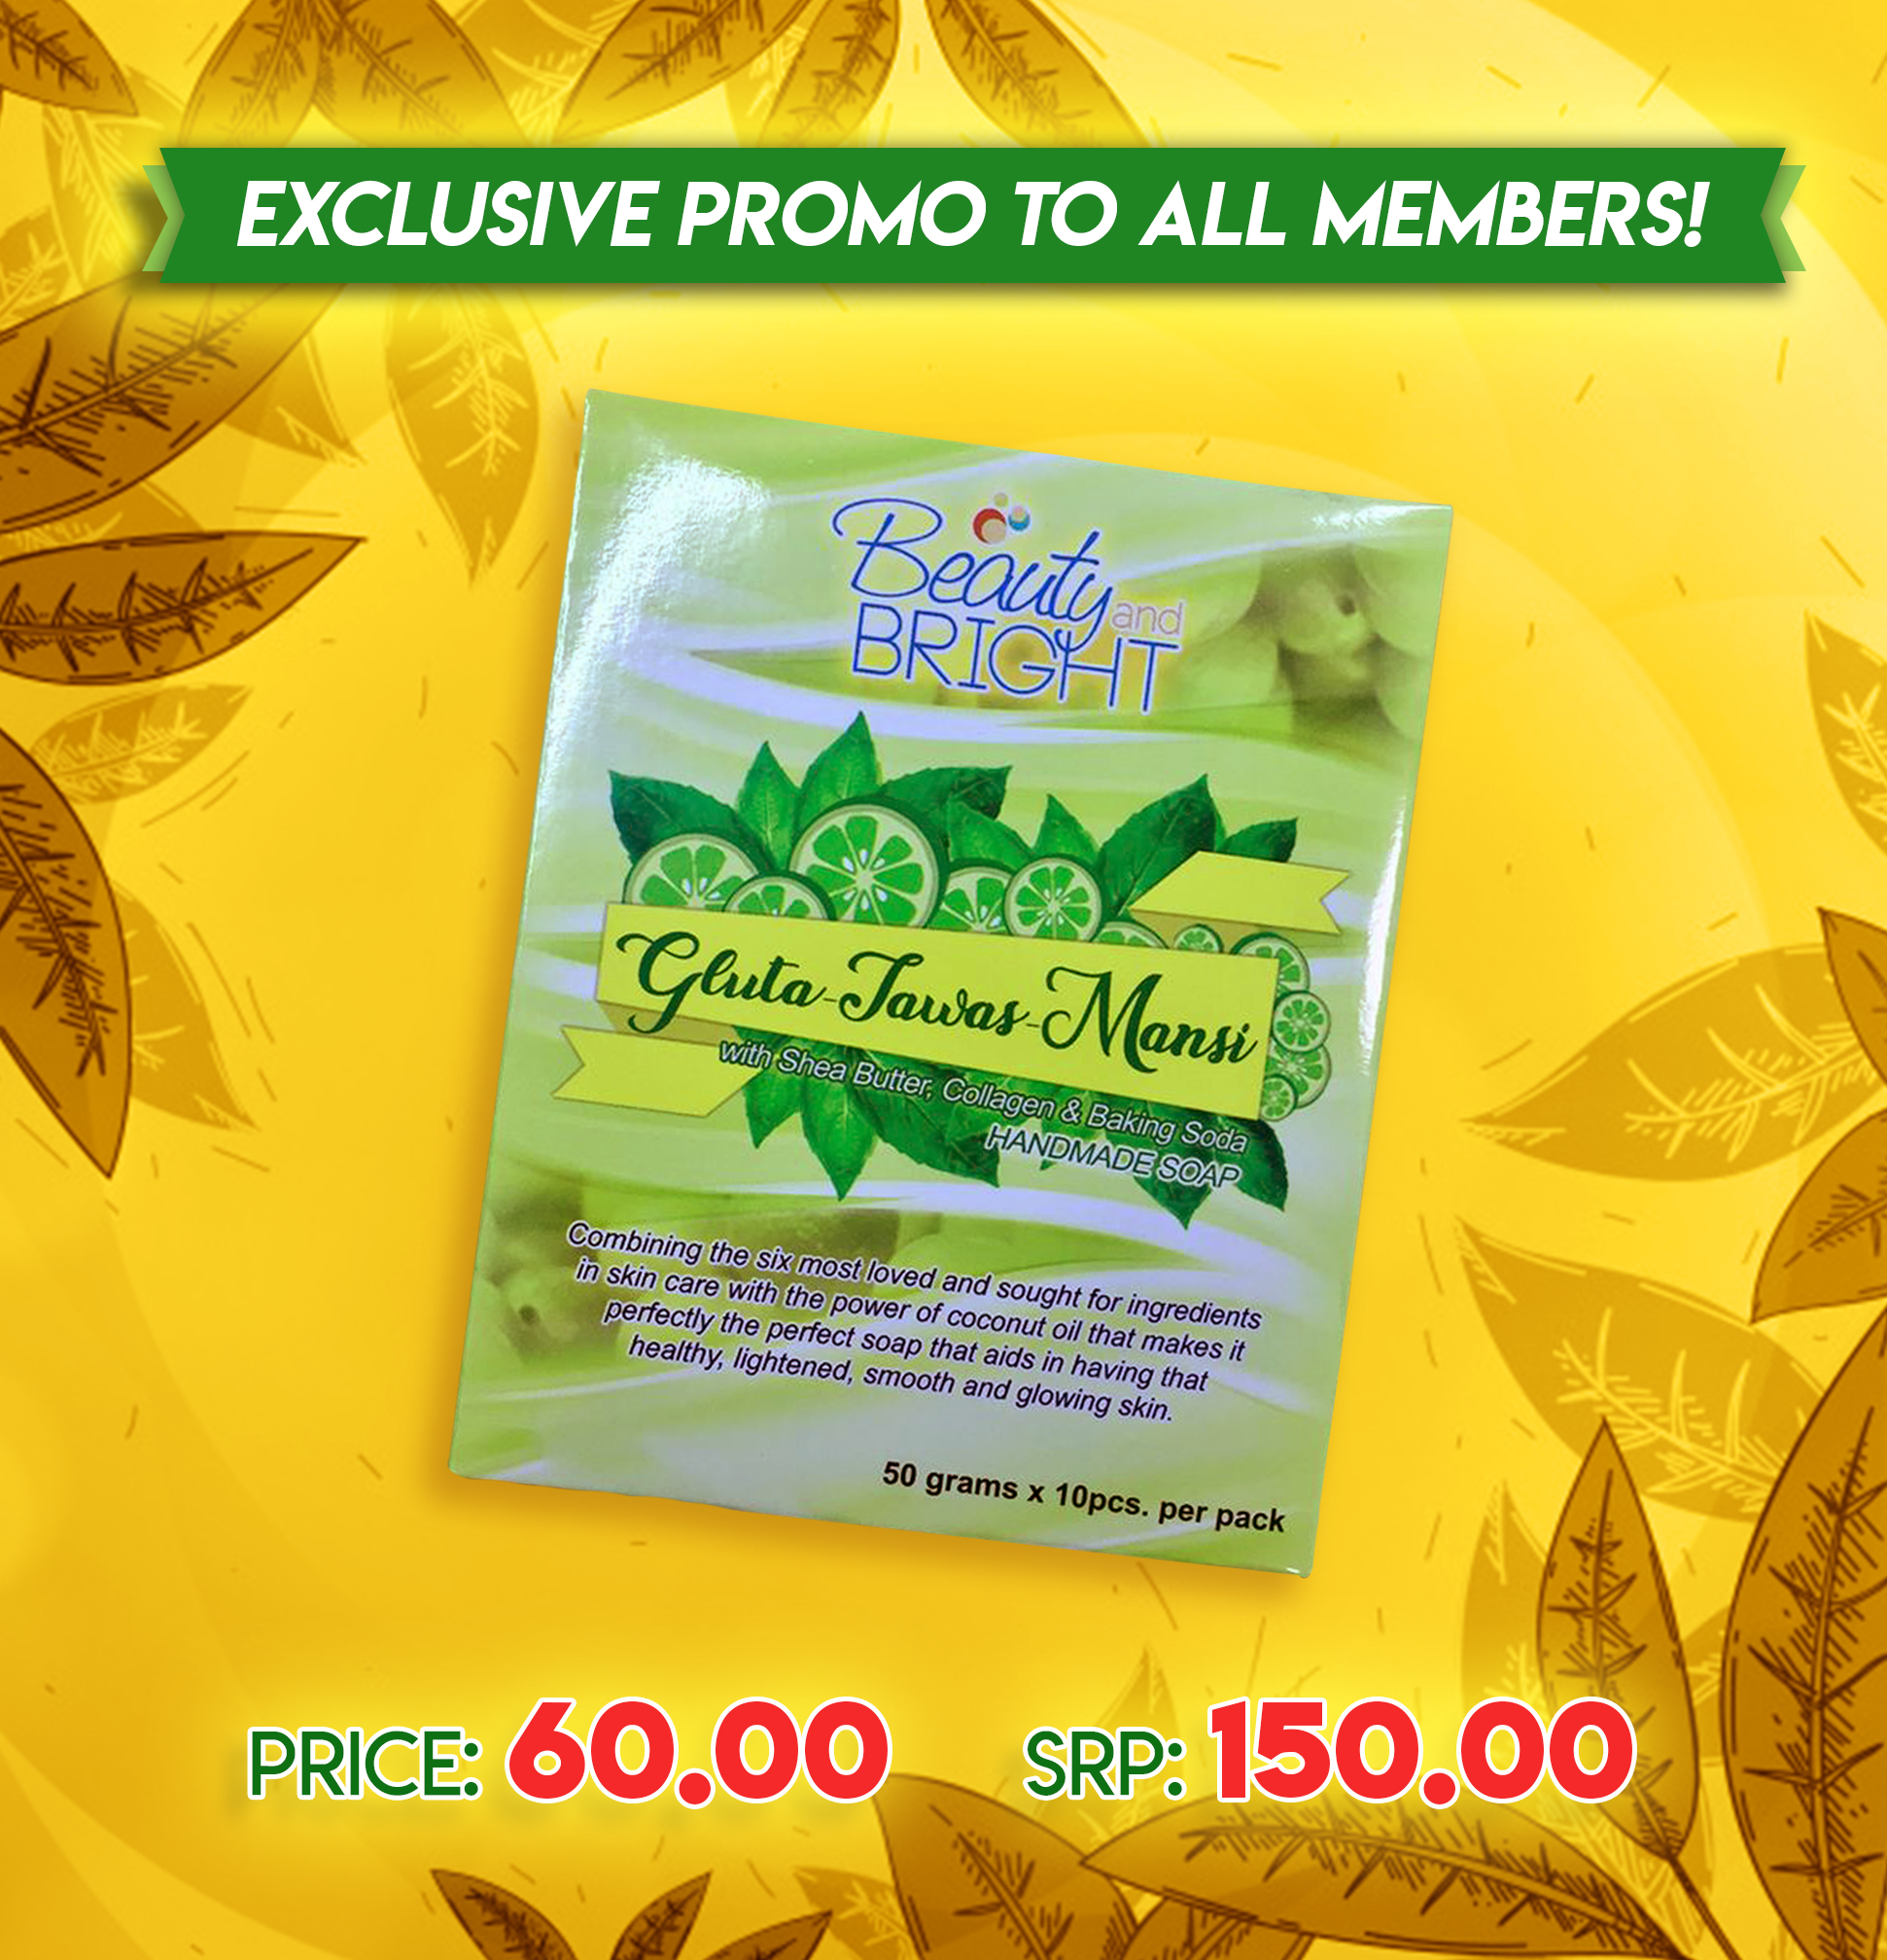 EXCLUSIVE PROMO TO ALL MEMBERS!
Beauty and
BRIGHT
Gluta-Tawas-Mansi
with Shea Butter, Collagen & Baking Soda
HANDMADE SOAP
Combining the six most loved and sought for ingredients
in skin care with the power of coconut oil that makes it
perfectly the perfect soap that aids in having that
healthy, lightened, smooth and glowing skin.
50 grams x 10pcs. per pack
PRICE: 60.00 SRP: 150.00